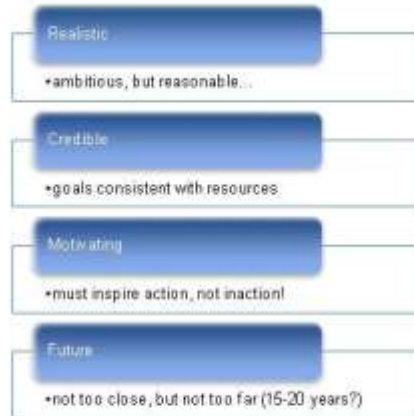 Realistic
•ambitious, but reasonable...
Credible
•goals consistent with resources
Motivating
•must inspire action, not inaction!
Future
•not too close, but not too far (15-20 years?)